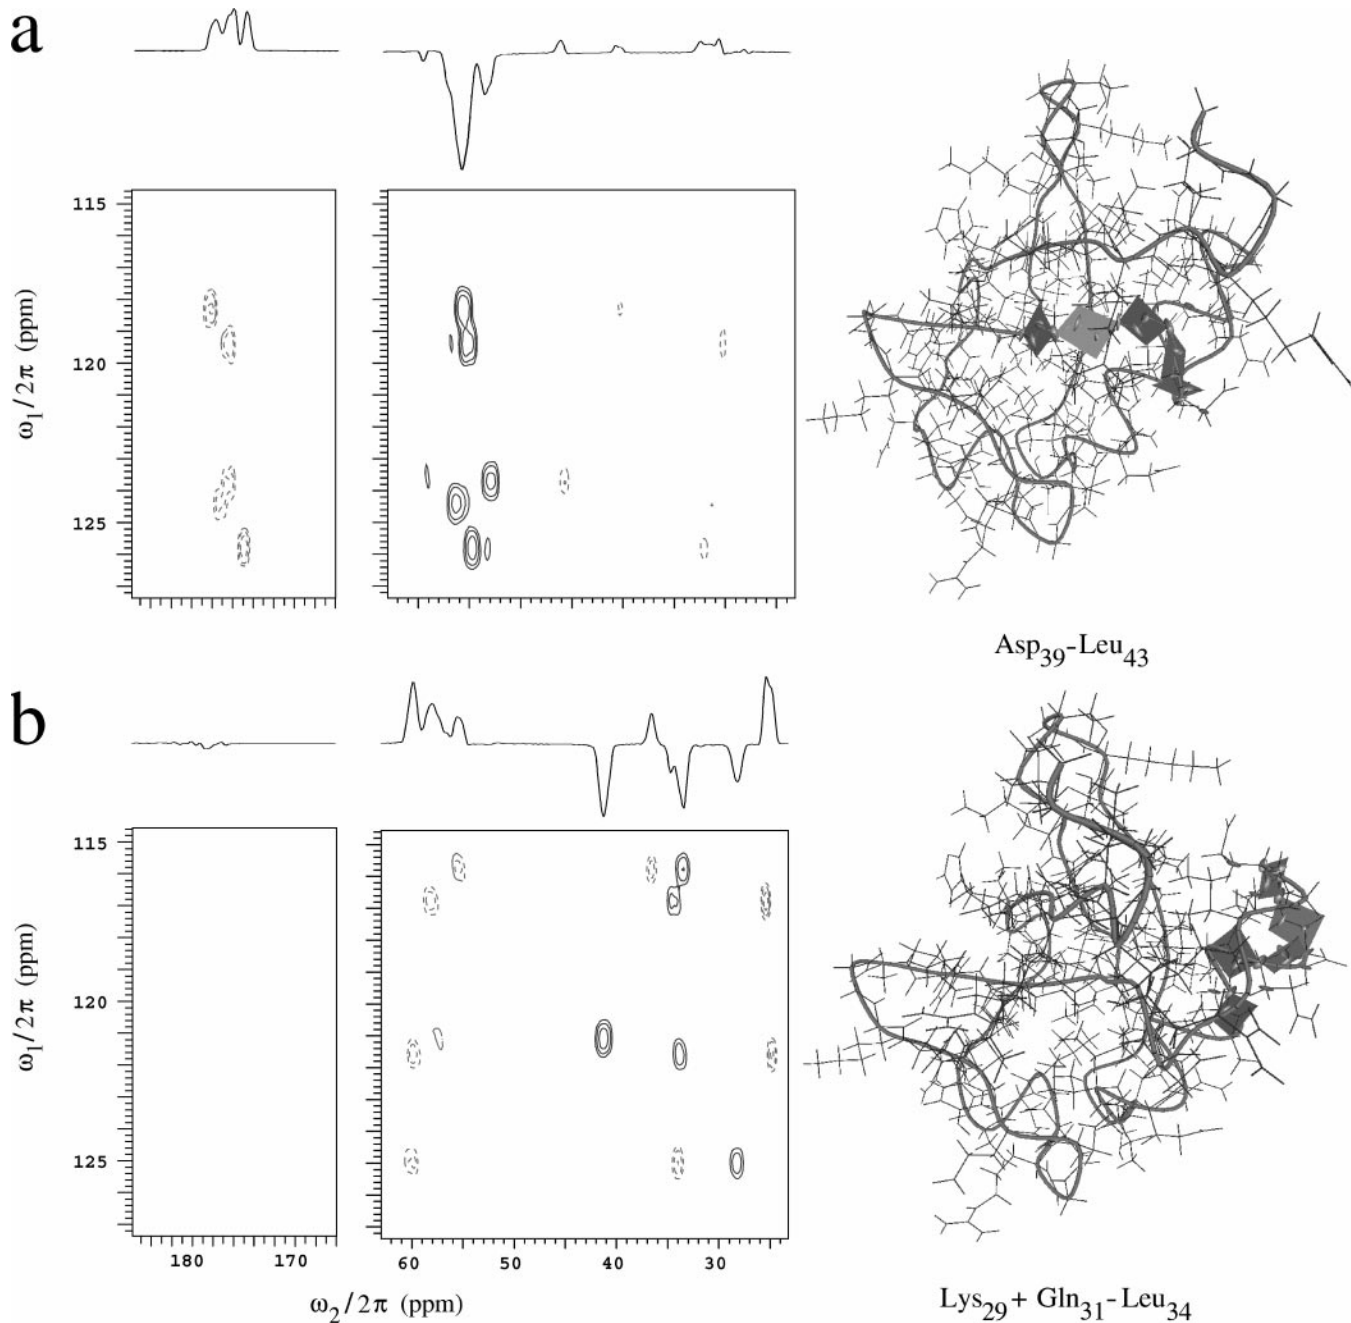 a
115
120
125
ω₁/2π (ppm)
60 50 40 30
Asp₃₉-Leu₄₃
b
115
120
125
ω₁/2π (ppm)
180 170 60 50 40 30
ω₂/2π (ppm)
Lys₂₉ + Gln₃₁-Leu₃₄